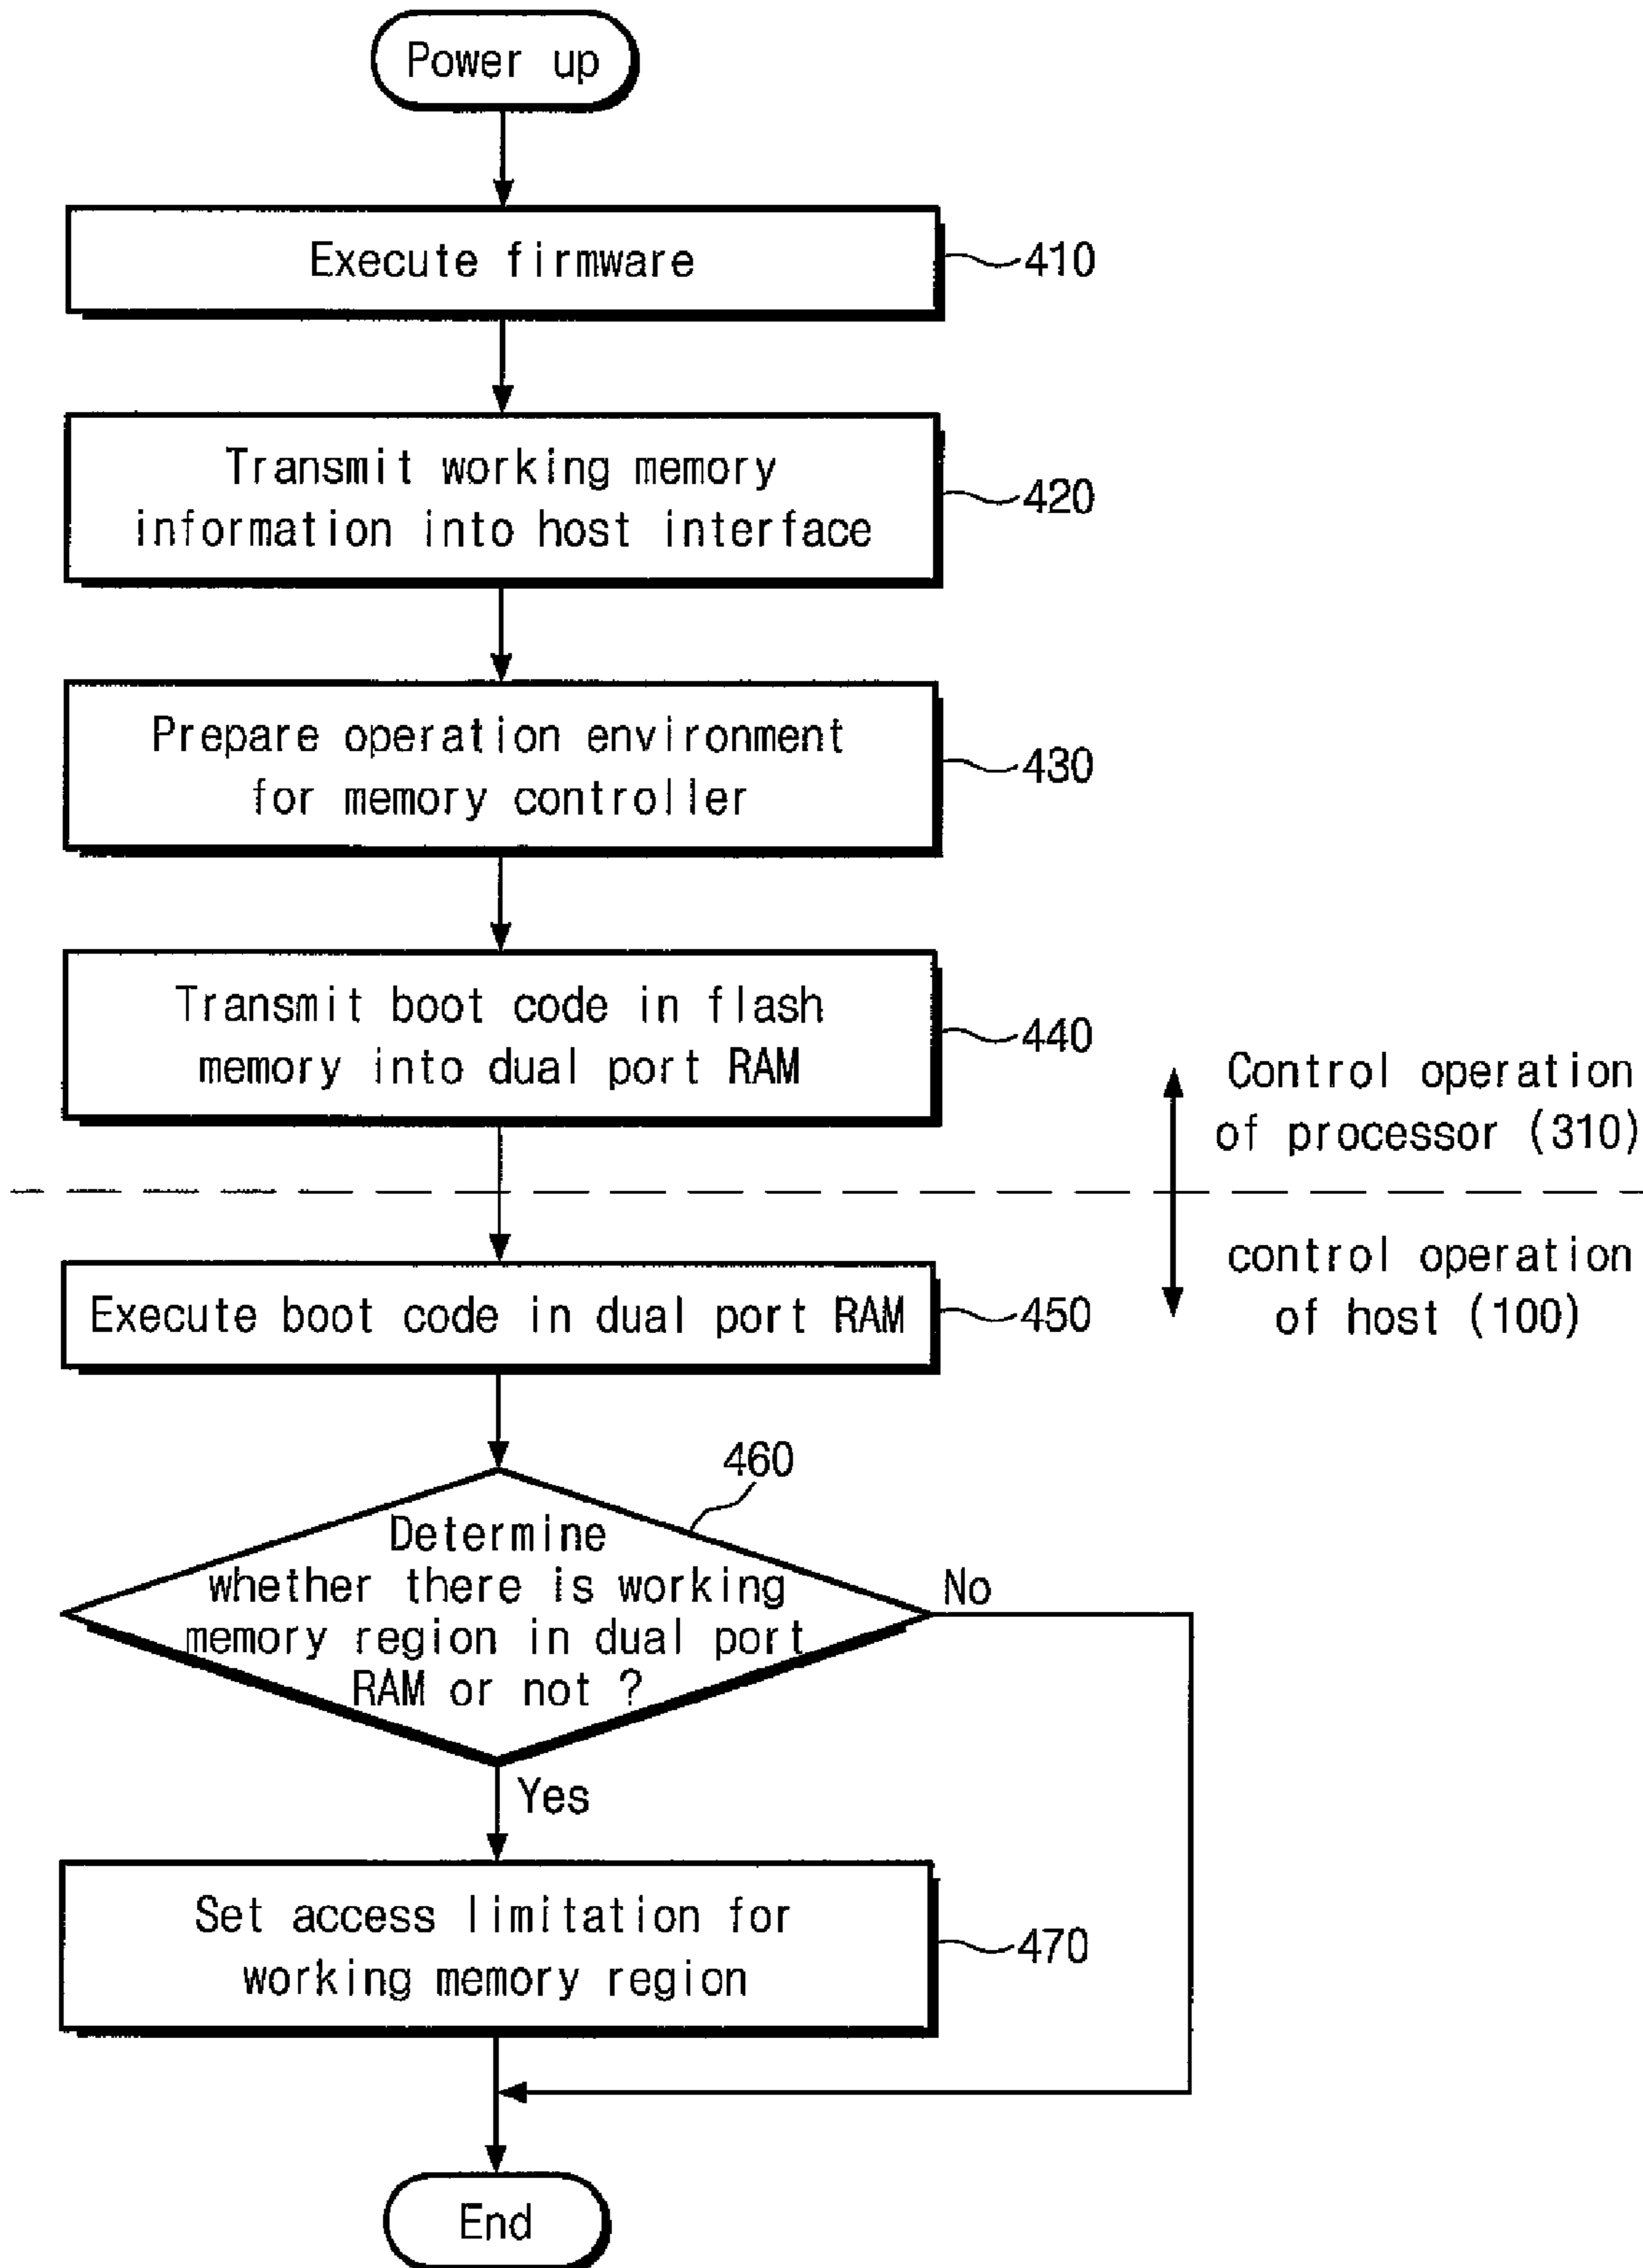 Power up
Execute firmware
410
Transmit working memory
information into host interface
420
Prepare operation environment
for memory controller
430
Transmit boot code in flash
memory into dual port RAM
440
Control operation
of processor (310)
control operation
of host (100)
Execute boot code in dual port RAM
450
460
Determine
whether there is working
memory region in dual port
RAM or not ?
No
Yes
Set access limitation for
working memory region
470
End